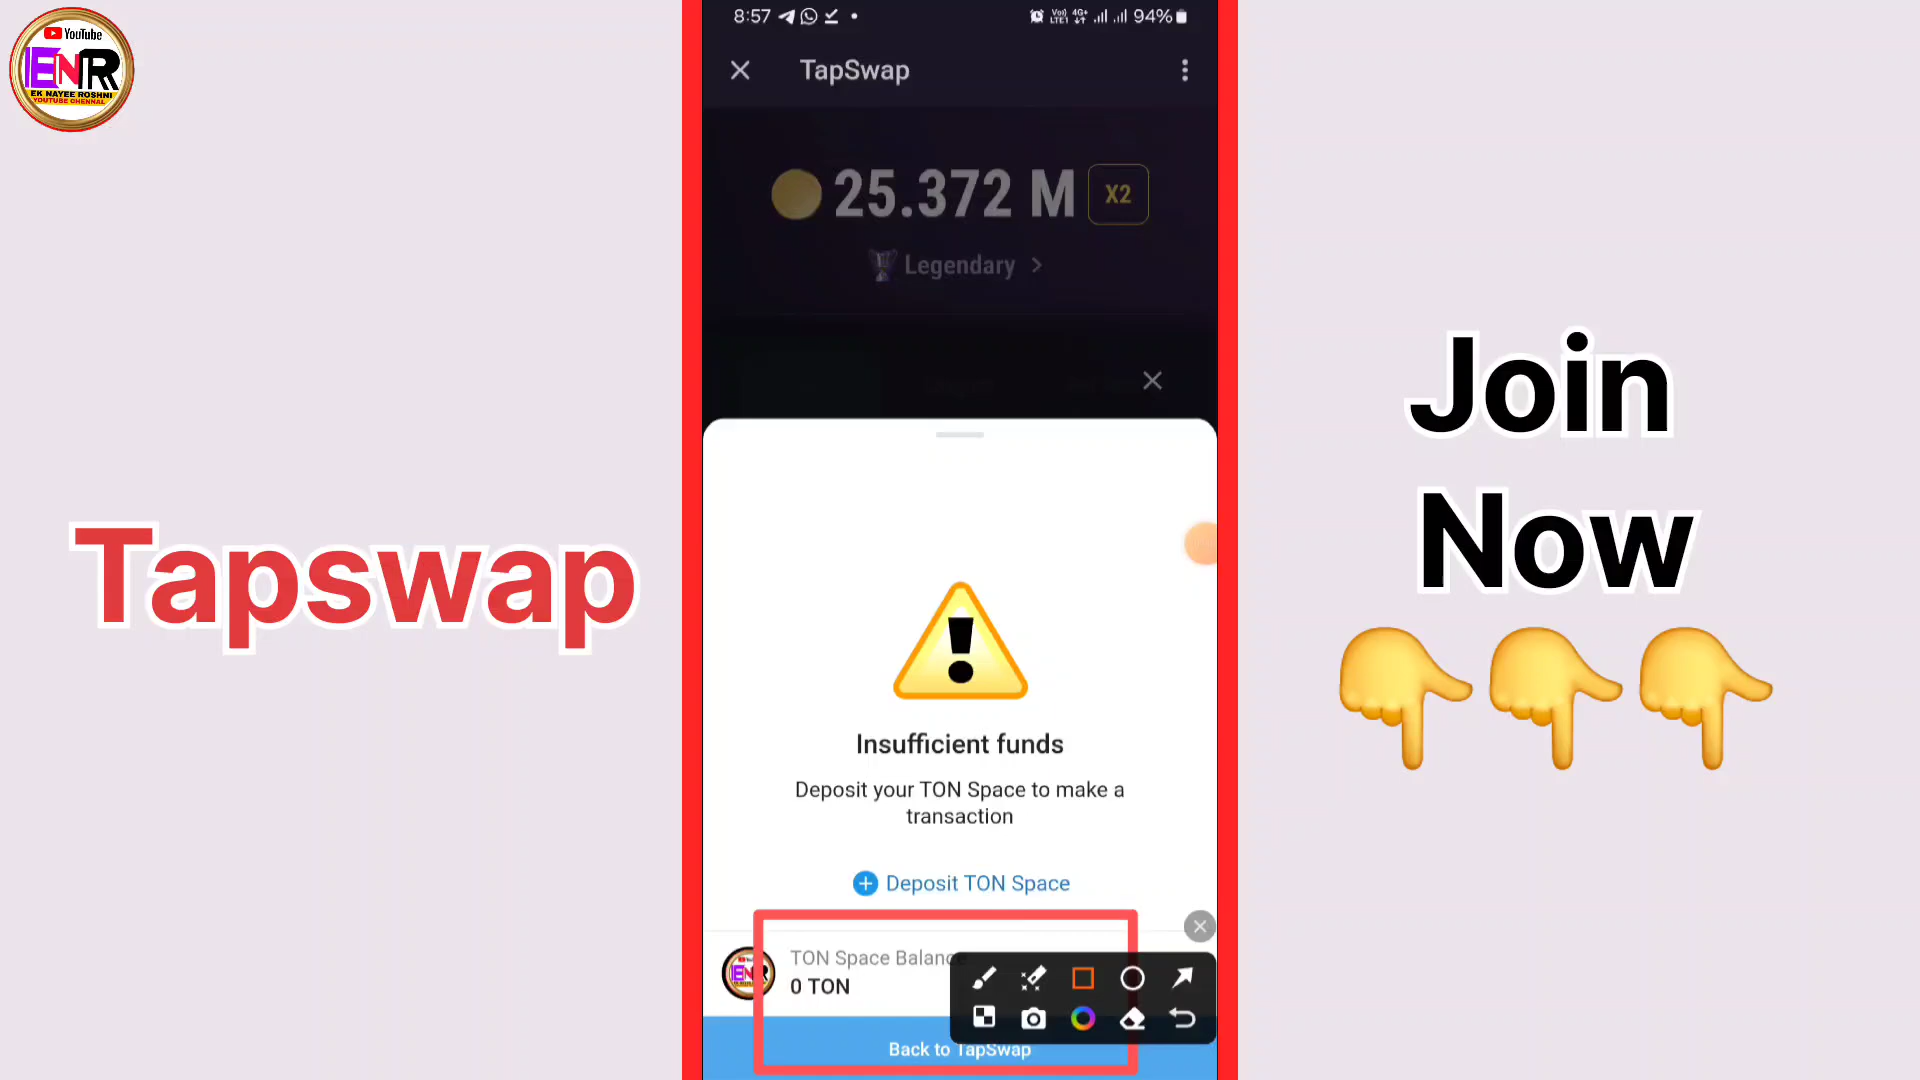 YouTube
ENR
EK NAYEE ROSHNI
YOUTUBE CHENNAL
8:57
94%
TapSwap
25.372 M
X2
Legendary
Tapswap
Join
Now
Insufficient funds
Deposit your TON Space to make a
transaction
Deposit TON Space
TON Space Balance
0 TON
Back to TapSwap